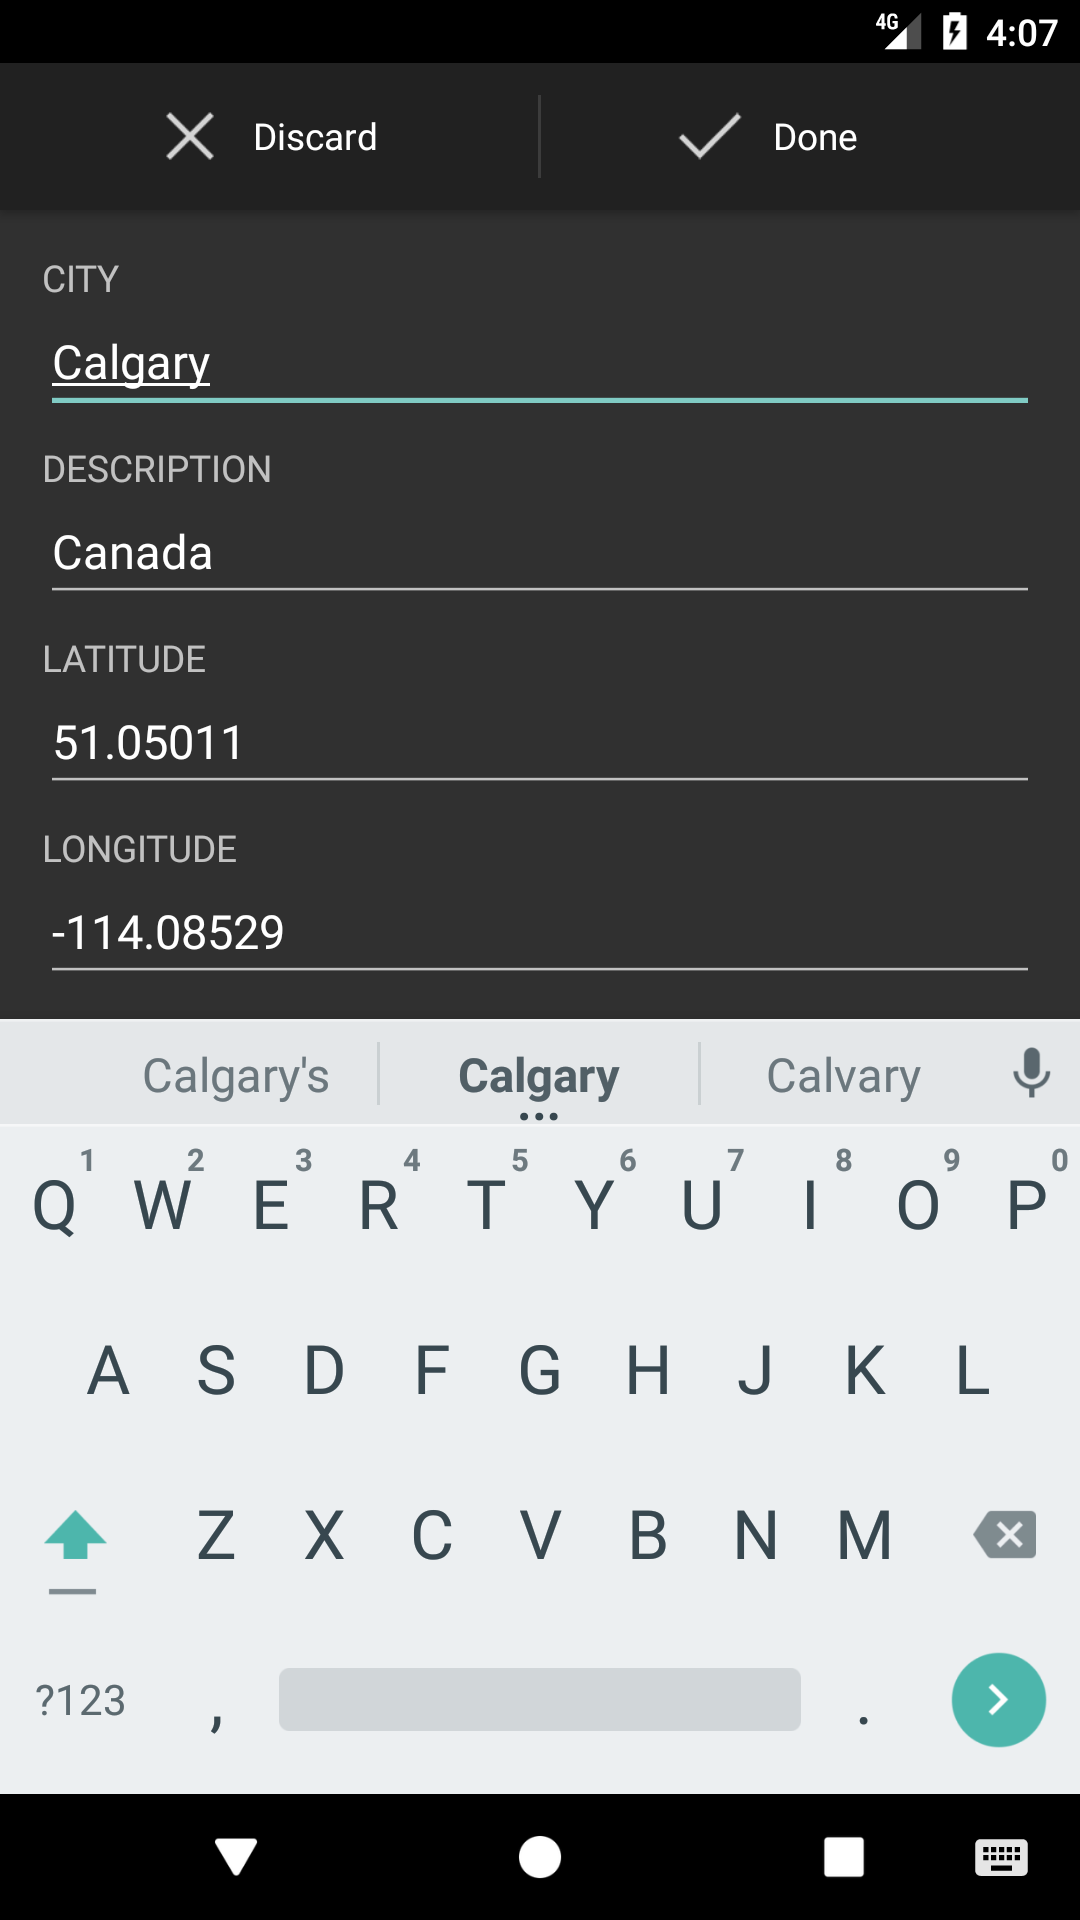 4G 4:07
Discard Done
CITY
Calgary
DESCRIPTION
Canada
LATITUDE
51.05011
LONGITUDE
-114.08529
Calgary's Calgary Calvary
1 2 3 4 5 6 7 8 9 0
Q W E R T Y U I O P
A S D F G H J K L
Z X C V B N M
?123 , .